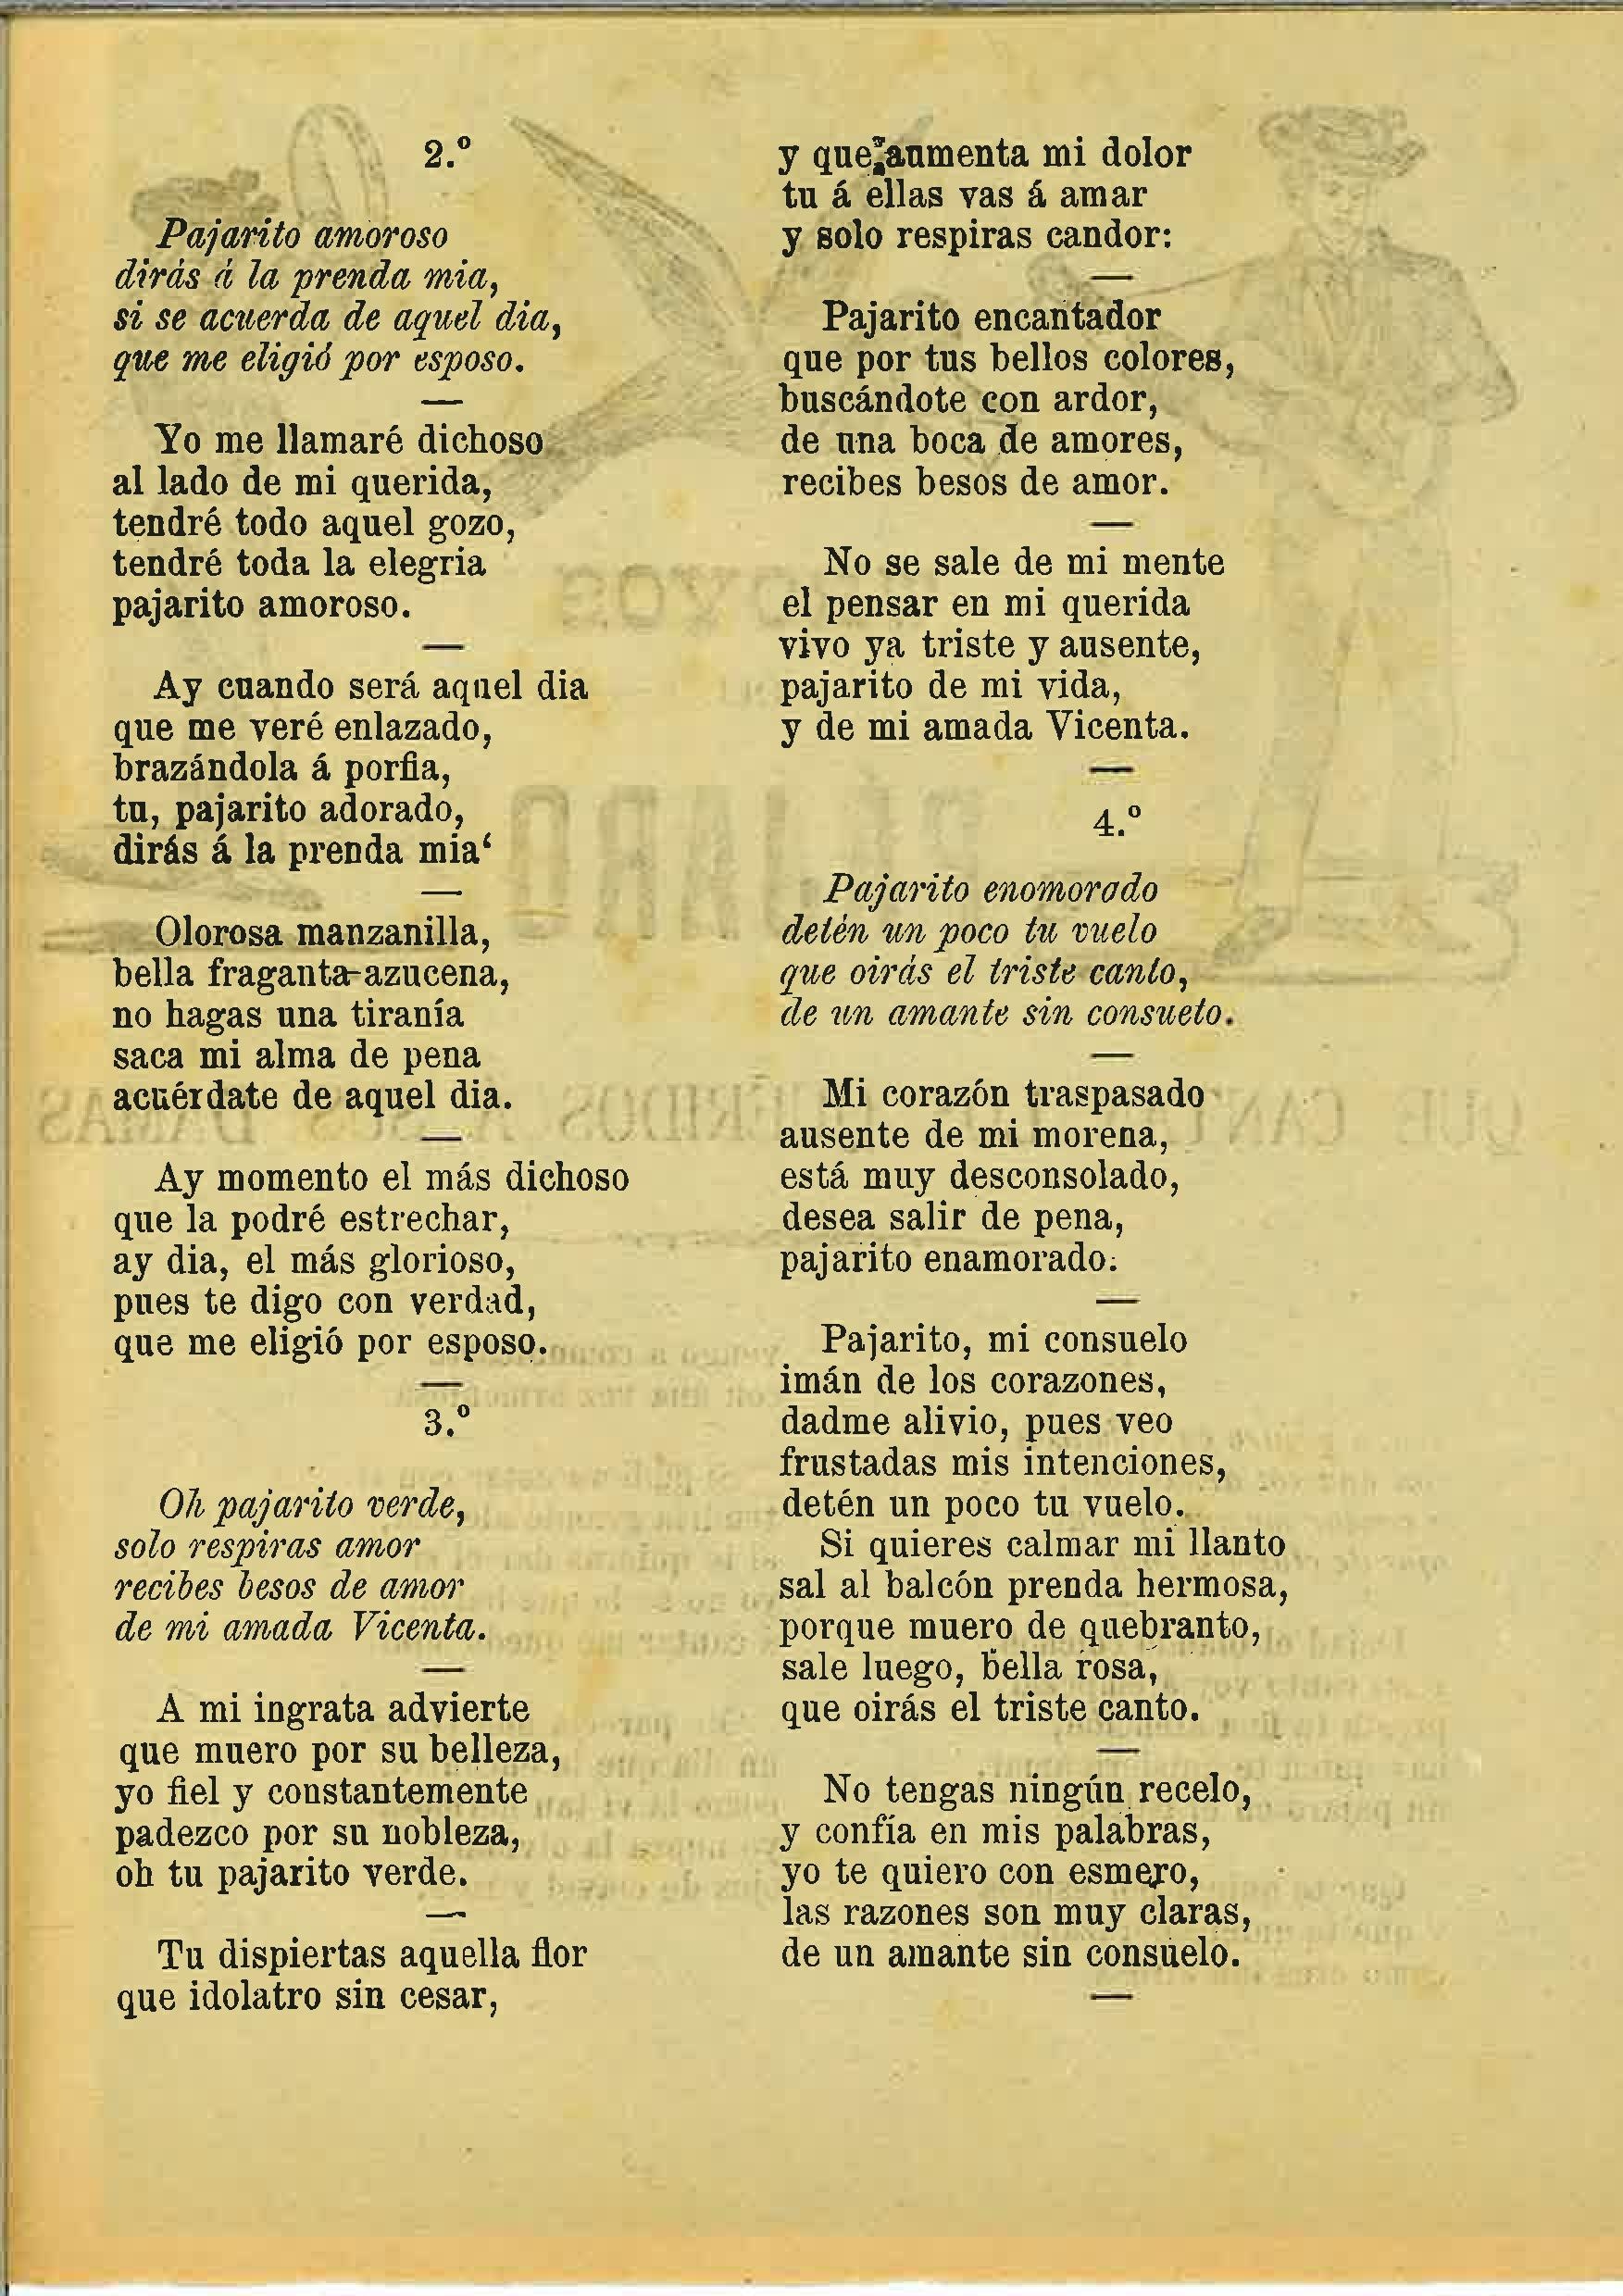 2.º
Pajarito amoroso
dirás á la prenda mia,
si se acuerda de aquel dia,
que me eligió por esposo.
—
Yo me llamaré dichoso
al lado de mi querida,
tendré todo aquel gozo,
tendré toda la elegria
pajarito amoroso.
—
Ay cuando será aquel dia
que me veré enlazado,
brazándola á porfia,
tu, pajarito adorado,
dirás á la prenda mia‘
—
Olorosa manzanilla,
bella fraganta-azucena,
no hagas una tiranía
saca mi alma de pena
acuérdate de aquel dia.
—
Ay momento el más dichoso
que la podré estrechar,
ay dia, el más glorioso,
pues te digo con verdad,
que me eligió por esposo.
—
3.º
Oh pajarito verde,
solo respiras amor
recibes besos de amor
de mi amada Vicenta.
—
A mi ingrata advierte
que muero por su belleza,
yo fiel y constantemente
padezco por su nobleza,
oh tu pajarito verde.
—
Tu dispiertas aquella flor
que idolatro sin cesar,
y que aumenta mi dolor
tu á ellas vas á amar
y solo respiras candor:
—
Pajarito encantador
que por tus bellos colores,
buscándote con ardor,
de una boca de amores,
recibes besos de amor.
—
No se sale de mi mente
el pensar en mi querida
vivo ya triste y ausente,
pajarito de mi vida,
y de mi amada Vicenta.
—
4.º
Pajarito enomorado
detén un poco tu vuelo
que oirás el triste canto,
de un amante sin consuelo.
—
Mi corazón traspasado
ausente de mi morena,
está muy desconsolado,
desea salir de pena,
pajarito enamorado.
—
Pajarito, mi consuelo
imán de los corazones,
dadme alivio, pues veo
frustadas mis intenciones,
detén un poco tu vuelo.
Si quieres calmar mi llanto
sal al balcón prenda hermosa,
porque muero de quebranto,
sale luego, bella rosa,
que oirás el triste canto.
—
No tengas ningún recelo,
y confía en mis palabras,
yo te quiero con esmero,
las razones son muy claras,
de un amante sin consuelo.
—